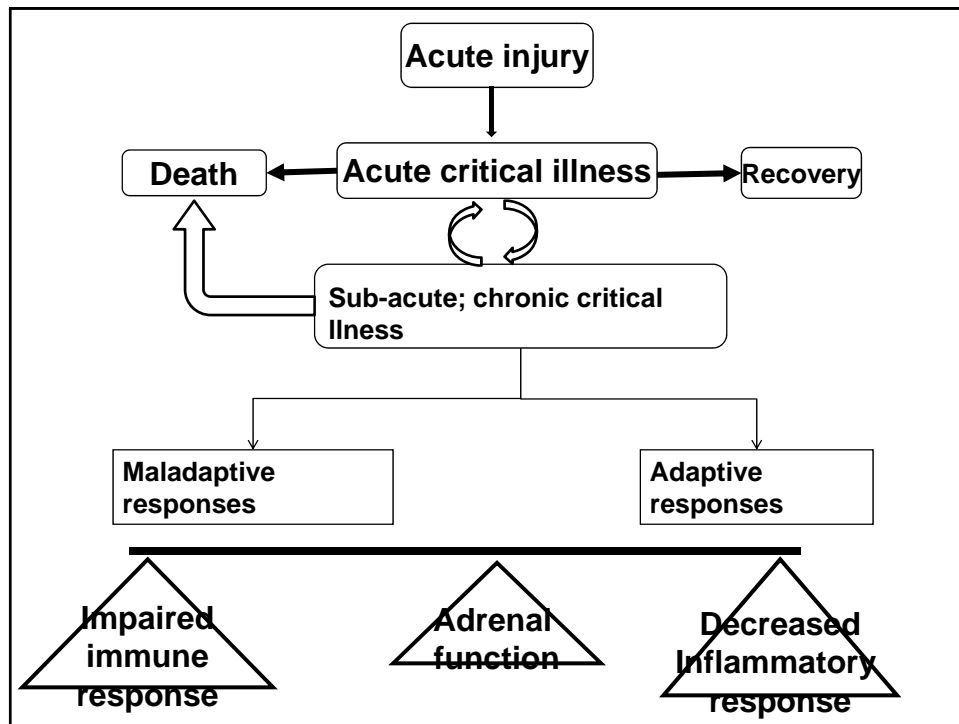 Acute injury
Death
Acute critical illness
Recovery
Sub-acute; chronic critical
Ilness
Maladaptive
responses
Adaptive
responses
Impaired
immune
response
Adrenal
function
Decreased
Inflammatory
response